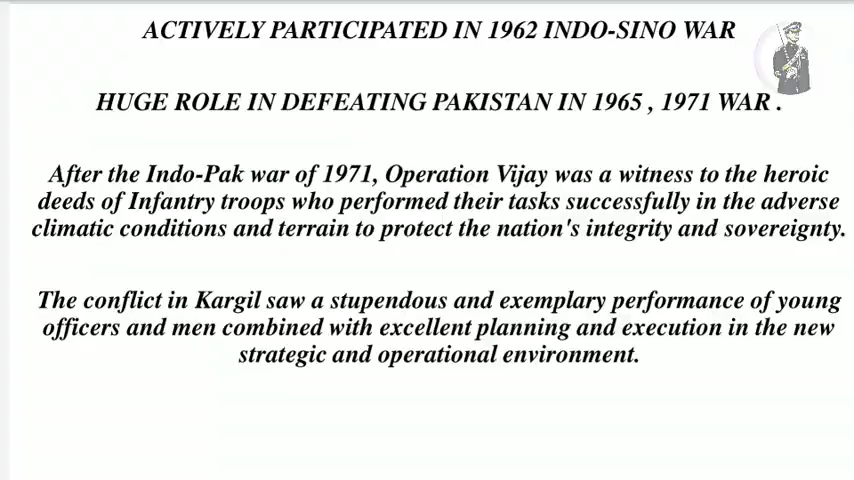 ACTIVELY PARTICIPATED IN 1962 INDO-SINO WAR
HUGE ROLE IN DEFEATING PAKISTAN IN 1965 , 1971 WAR .
After the Indo-Pak war of 1971, Operation Vijay was a witness to the heroic
deeds of Infantry troops who performed their tasks successfully in the adverse
climatic conditions and terrain to protect the nation's integrity and sovereignty.
The conflict in Kargil saw a stupendous and exemplary performance of young
officers and men combined with excellent planning and execution in the new
strategic and operational environment.